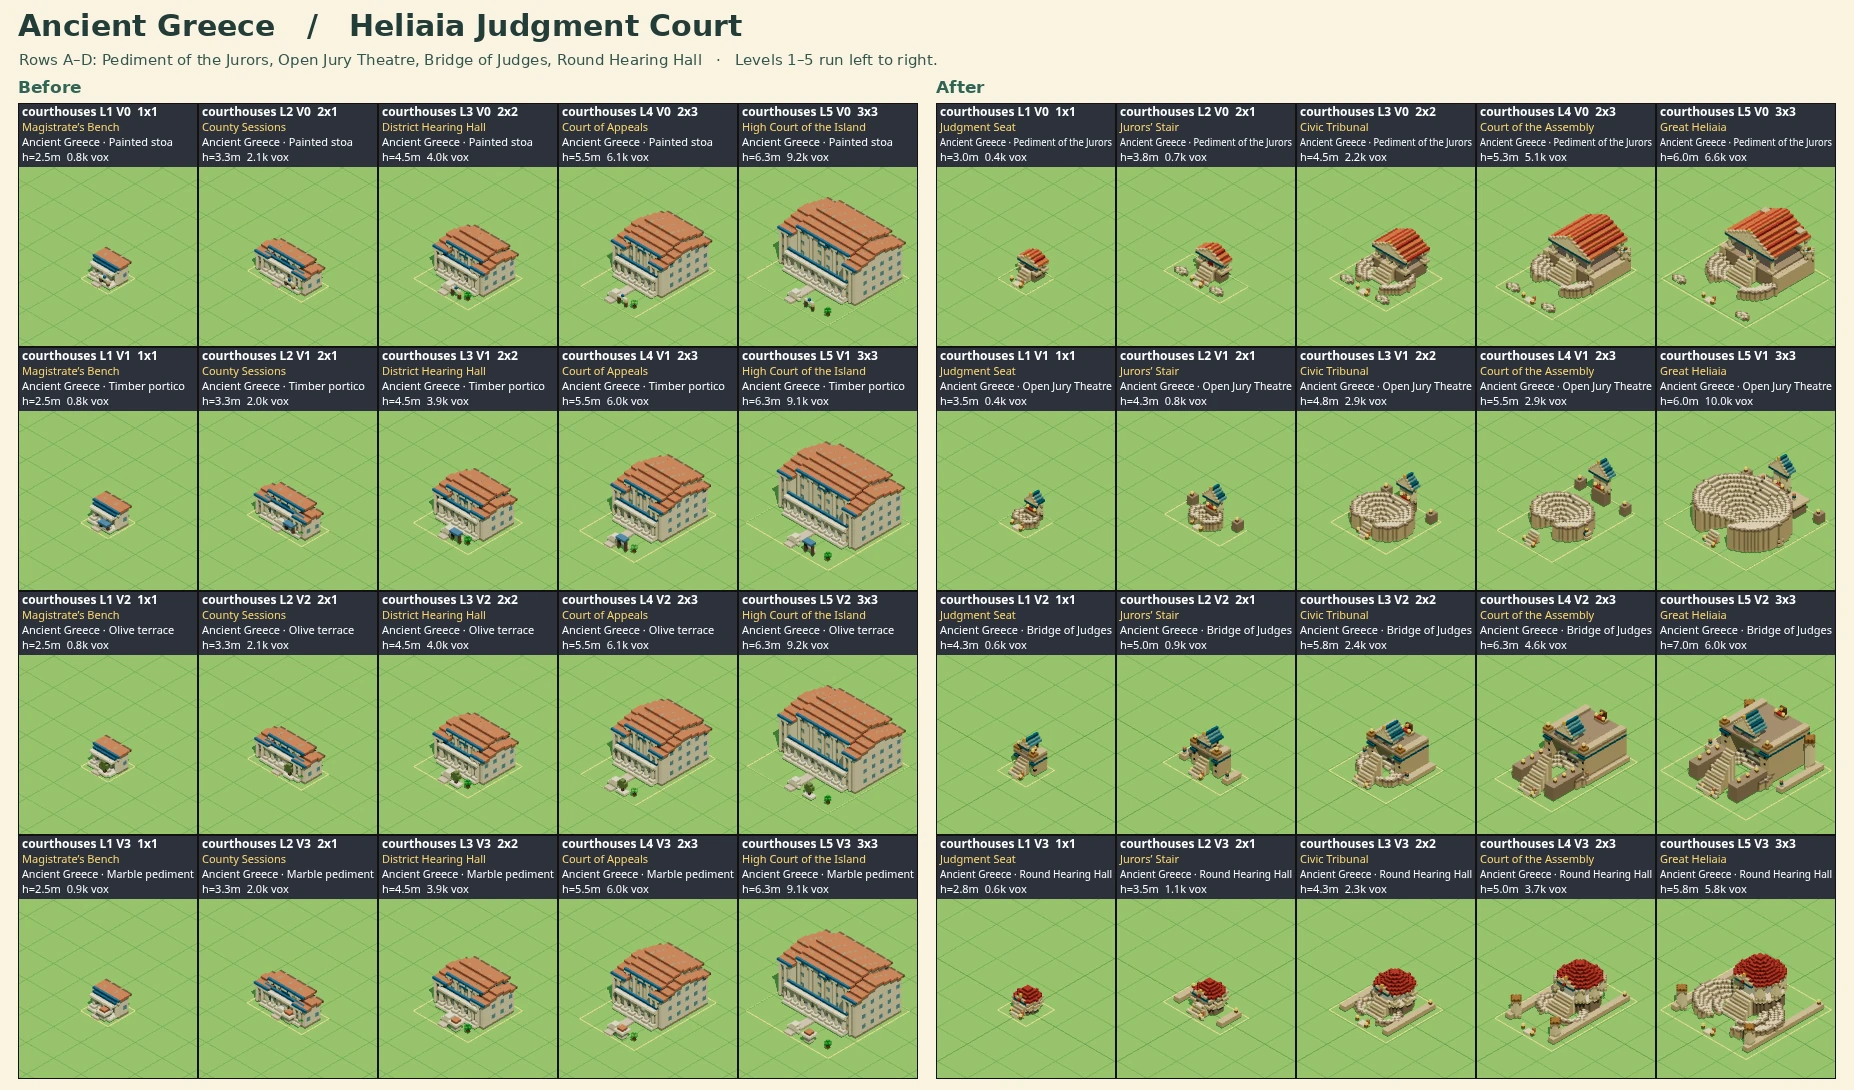 Ancient Greece / Heliaia Judgment Court
Rows A–D: Pediment of the Jurors, Open Jury Theatre, Bridge of Judges, Round Hearing Hall · Levels 1–5 run left to right.
Before
courthouses L1 V0 1x1
Magistrate's Bench
Ancient Greece · Painted stoa
h=2.5m 0.8k vox
courthouses L2 V0 2x1
County Sessions
Ancient Greece · Painted stoa
h=3.3m 2.1k vox
courthouses L3 V0 2x2
District Hearing Hall
Ancient Greece · Painted stoa
h=4.5m 4.0k vox
courthouses L4 V0 2x3
Court of Appeals
Ancient Greece · Painted stoa
h=5.5m 6.1k vox
courthouses L5 V0 3x3
High Court of the Island
Ancient Greece · Painted stoa
h=6.3m 9.2k vox
courthouses L1 V1 1x1
Magistrate's Bench
Ancient Greece · Timber portico
h=2.5m 0.8k vox
courthouses L2 V1 2x1
County Sessions
Ancient Greece · Timber portico
h=3.3m 2.0k vox
courthouses L3 V1 2x2
District Hearing Hall
Ancient Greece · Timber portico
h=4.5m 3.9k vox
courthouses L4 V1 2x3
Court of Appeals
Ancient Greece · Timber portico
h=5.5m 6.0k vox
courthouses L5 V1 3x3
High Court of the Island
Ancient Greece · Timber portico
h=6.3m 9.1k vox
courthouses L1 V2 1x1
Magistrate's Bench
Ancient Greece · Olive terrace
h=2.5m 0.8k vox
courthouses L2 V2 2x1
County Sessions
Ancient Greece · Olive terrace
h=3.3m 2.1k vox
courthouses L3 V2 2x2
District Hearing Hall
Ancient Greece · Olive terrace
h=4.5m 4.0k vox
courthouses L4 V2 2x3
Court of Appeals
Ancient Greece · Olive terrace
h=5.5m 6.1k vox
courthouses L5 V2 3x3
High Court of the Island
Ancient Greece · Olive terrace
h=6.3m 9.2k vox
courthouses L1 V3 1x1
Magistrate's Bench
Ancient Greece · Marble pediment
h=2.5m 0.9k vox
courthouses L2 V3 2x1
County Sessions
Ancient Greece · Marble pediment
h=3.3m 2.0k vox
courthouses L3 V3 2x2
District Hearing Hall
Ancient Greece · Marble pediment
h=4.5m 3.9k vox
courthouses L4 V3 2x3
Court of Appeals
Ancient Greece · Marble pediment
h=5.5m 6.0k vox
courthouses L5 V3 3x3
High Court of the Island
Ancient Greece · Marble pediment
h=6.3m 9.1k vox
After
courthouses L1 V0 1x1
Judgment Seat
Ancient Greece · Pediment of the Jurors
h=3.0m 0.4k vox
courthouses L2 V0 2x1
Jurors' Stair
Ancient Greece · Pediment of the Jurors
h=3.8m 0.7k vox
courthouses L3 V0 2x2
Civic Tribunal
Ancient Greece · Pediment of the Jurors
h=4.5m 2.2k vox
courthouses L4 V0 2x3
Court of the Assembly
Ancient Greece · Pediment of the Jurors
h=5.3m 5.1k vox
courthouses L5 V0 3x3
Great Heliaia
Ancient Greece · Pediment of the Jurors
h=6.0m 6.6k vox
courthouses L1 V1 1x1
Judgment Seat
Ancient Greece · Open Jury Theatre
h=3.5m 0.4k vox
courthouses L2 V1 2x1
Jurors' Stair
Ancient Greece · Open Jury Theatre
h=4.3m 0.8k vox
courthouses L3 V1 2x2
Civic Tribunal
Ancient Greece · Open Jury Theatre
h=4.8m 2.9k vox
courthouses L4 V1 2x3
Court of the Assembly
Ancient Greece · Open Jury Theatre
h=5.5m 2.9k vox
courthouses L5 V1 3x3
Great Heliaia
Ancient Greece · Open Jury Theatre
h=6.0m 10.0k vox
courthouses L1 V2 1x1
Judgment Seat
Ancient Greece · Bridge of Judges
h=4.3m 0.6k vox
courthouses L2 V2 2x1
Jurors' Stair
Ancient Greece · Bridge of Judges
h=5.0m 0.9k vox
courthouses L3 V2 2x2
Civic Tribunal
Ancient Greece · Bridge of Judges
h=5.8m 2.4k vox
courthouses L4 V2 2x3
Court of the Assembly
Ancient Greece · Bridge of Judges
h=6.3m 4.6k vox
courthouses L5 V2 3x3
Great Heliaia
Ancient Greece · Bridge of Judges
h=7.0m 6.0k vox
courthouses L1 V3 1x1
Judgment Seat
Ancient Greece · Round Hearing Hall
h=2.8m 0.6k vox
courthouses L2 V3 2x1
Jurors' Stair
Ancient Greece · Round Hearing Hall
h=3.5m 1.1k vox
courthouses L3 V3 2x2
Civic Tribunal
Ancient Greece · Round Hearing Hall
h=4.3m 2.3k vox
courthouses L4 V3 2x3
Court of the Assembly
Ancient Greece · Round Hearing Hall
h=5.0m 3.7k vox
courthouses L5 V3 3x3
Great Heliaia
Ancient Greece · Round Hearing Hall
h=5.8m 5.8k vox